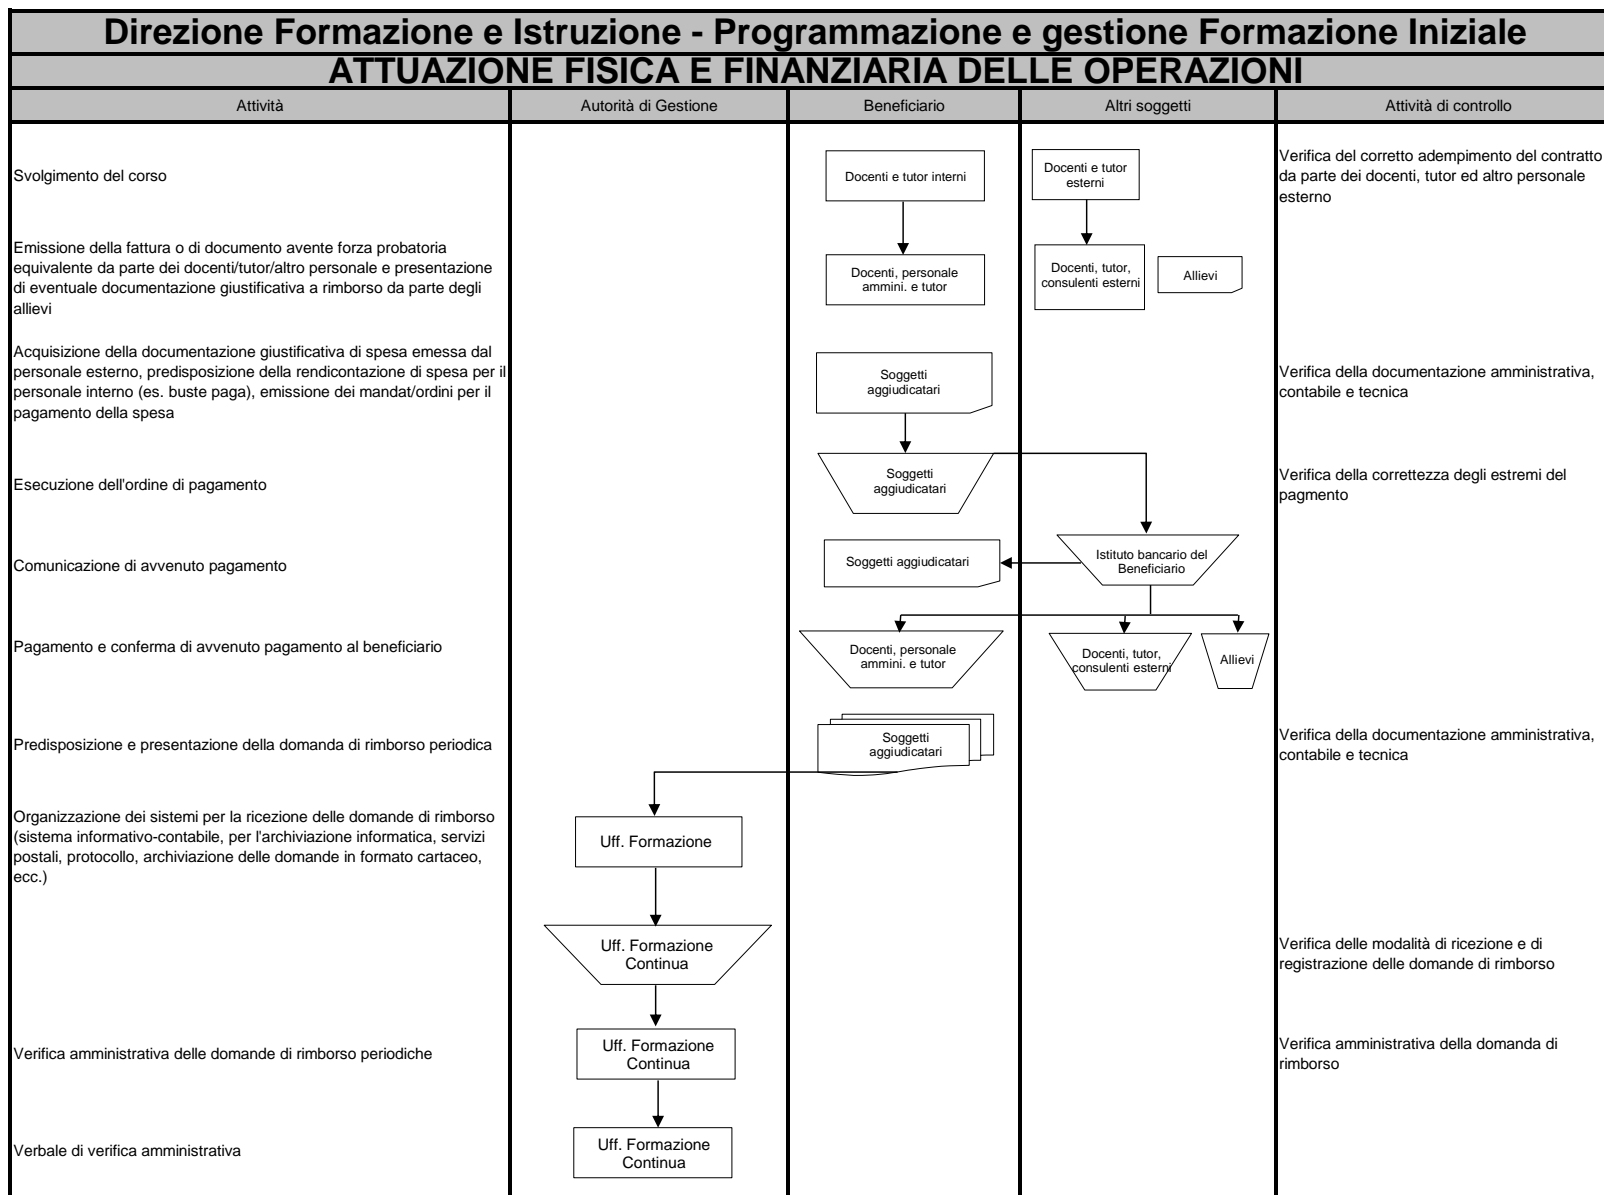 Direzione Formazione e Istruzione - Programmazione e gestione Formazione Iniziale
ATTUAZIONE FISICA E FINANZIARIA DELLE OPERAZIONI
Attività
Autorità di Gestione
Beneficiario
Altri soggetti
Attività di controllo
Svolgimento del corso
Docenti e tutor interni
Docenti e tutor
esterni
Verifica del corretto adempimento del contratto
da parte dei docenti, tutor ed altro personale
esterno
Emissione della fattura o di documento avente forza probatoria
equivalente da parte dei docenti/tutor/altro personale e presentazione
di eventuale documentazione giustificativa a rimborso da parte degli
allievi
Docenti, personale
ammini. e tutor
Docenti, tutor,
consulenti esterni
Allievi
Acquisizione della documentazione giustificativa di spesa emessa dal
personale esterno, predisposizione della rendicontazione di spesa per il
personale interno (es. buste paga), emissione dei mandat/ordini per il
pagamento della spesa
Soggetti
aggiudicatari
Verifica della documentazione amministrativa,
contabile e tecnica
Esecuzione dell'ordine di pagamento
Soggetti
aggiudicatari
Verifica della correttezza degli estremi del
pagmento
Comunicazione di avvenuto pagamento
Soggetti aggiudicatari
Istituto bancario del
Beneficiario
Pagamento e conferma di avvenuto pagamento al beneficiario
Docenti, personale
ammini. e tutor
Docenti, tutor,
consulenti esterni
Allievi
Predisposizione e presentazione della domanda di rimborso periodica
Soggetti
aggiudicatari
Verifica della documentazione amministrativa,
contabile e tecnica
Organizzazione dei sistemi per la ricezione delle domande di rimborso
(sistema informativo-contabile, per l'archiviazione informatica, servizi
postali, protocollo, archiviazione delle domande in formato cartaceo,
ecc.)
Uff. Formazione
Uff. Formazione
Continua
Verifica delle modalità di ricezione e di
registrazione delle domande di rimborso
Verifica amministrativa delle domande di rimborso periodiche
Uff. Formazione
Continua
Verifica amministrativa della domanda di
rimborso
Verbale di verifica amministrativa
Uff. Formazione
Continua